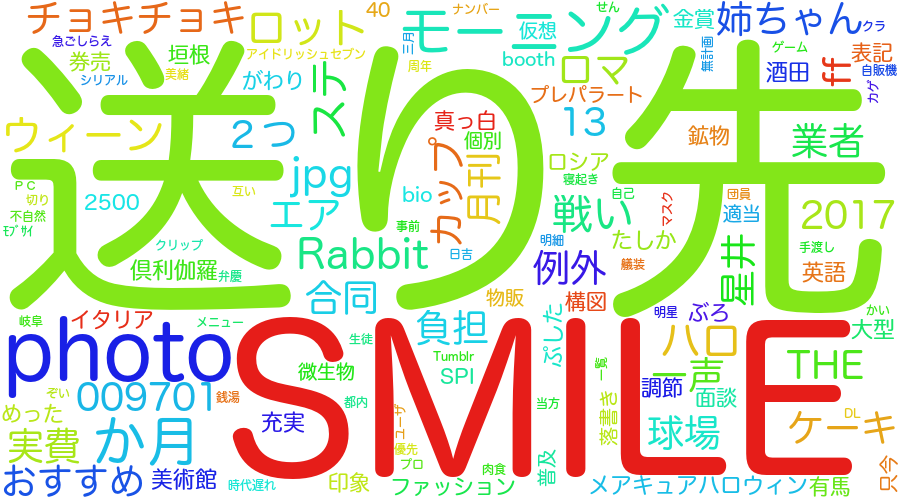 チョキチョキ
ロット
40
ナンバー
モーニング
せん
仮想
金賞
姉ちゃん
クラ
急ごしらえ
券売
垣根
アイドリッシュセブン
三月
booth
無計画
ゲーム
表記
シリアル
美緒
がわり
周年
ロマ
酒田
ff
自販機
送り先
ステ
プレパラート
カゲ
ウィーン
2つ
真っ白
13
鉱物
業者
個別
カップ
月刊
ロシア
jpg
寝起き
自己
団員
PC
切り
2500
互い
bio
エア
戦い
マスク
適当
2017
不自然
ﾓﾌﾞｻｲ
事前
たしか
手渡し
クリップ
Rabbit
日吉
明細
倶利伽羅
弁慶
例外
艤装
星井
英語
合同
物販
構図
岐阜
イタリア
メニュー
負担
明星
ぶろ
かい
大型
photo
SMILE
生徒
ぷした
ハロ
Tumblr
一覧
一声
THE
微生物
SPI
ぞい
009701
銭湯
調節
面談
めった
都内
ユーザ
当方
落書き
充実
球場
ケーキ
DL
実費
か月
優先
普及
プロ
肉食
おすすめ
美術館
時代遅れ
印象
ファッション
メアキュアハロウィン
有馬
只今